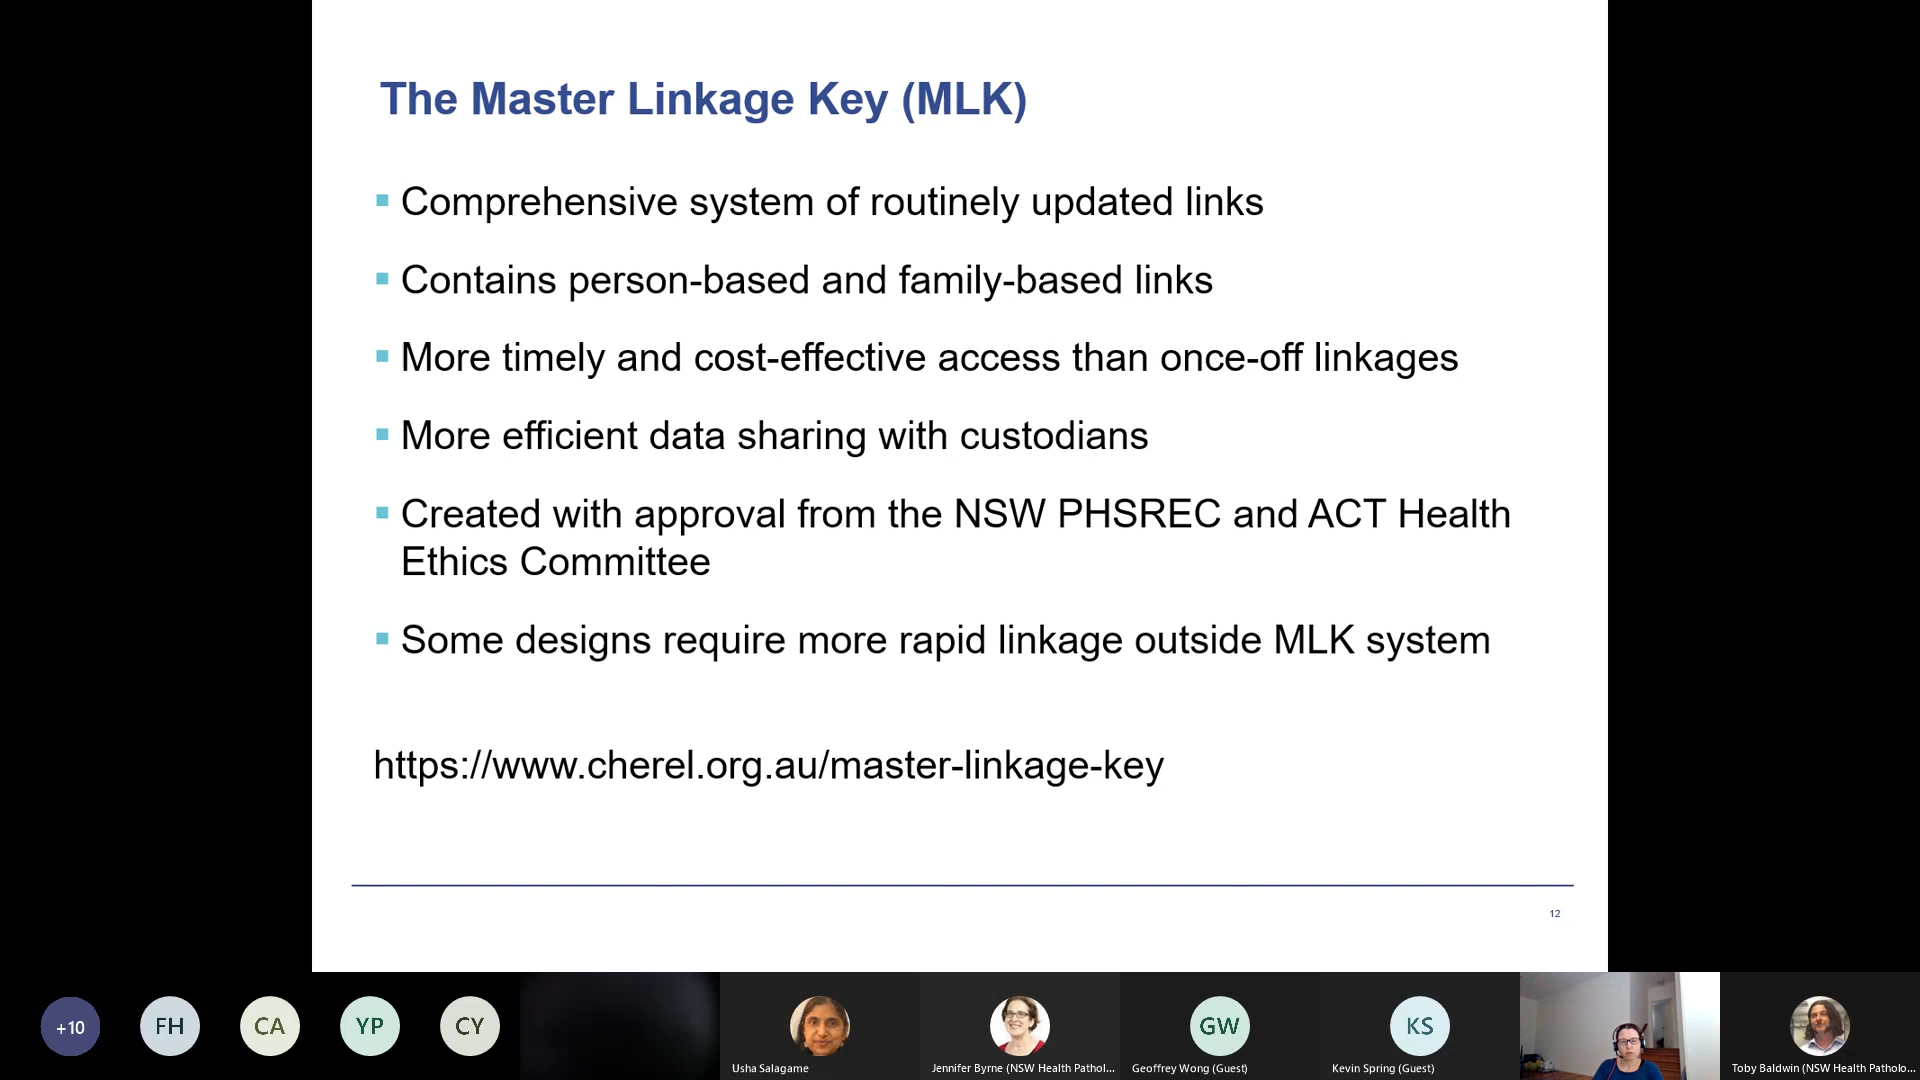 The Master Linkage Key (MLK)
▪ Comprehensive system of routinely updated links
▪ Contains person-based and family-based links
▪ More timely and cost-effective access than once-off linkages
▪ More efficient data sharing with custodians
▪ Created with approval from the NSW PHSREC and ACT Health
Ethics Committee
▪ Some designs require more rapid linkage outside MLK system
https://www.cherel.org.au/master-linkage-key
12
+10
FH
CA
YP
CY
GW
KS
Usha Salagame
Jennifer Byrne (NSW Health Pathol...
Geoffrey Wong (Guest)
Kevin Spring (Guest)
Toby Baldwin (NSW Health Patholo...